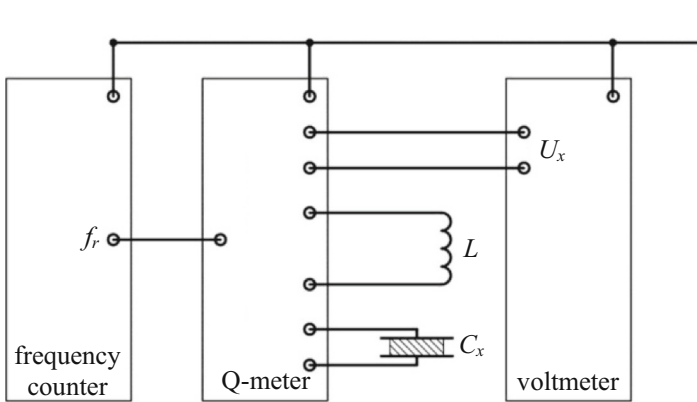 U_x
f_r
L
C_x
frequency
counter
Q-meter
voltmeter